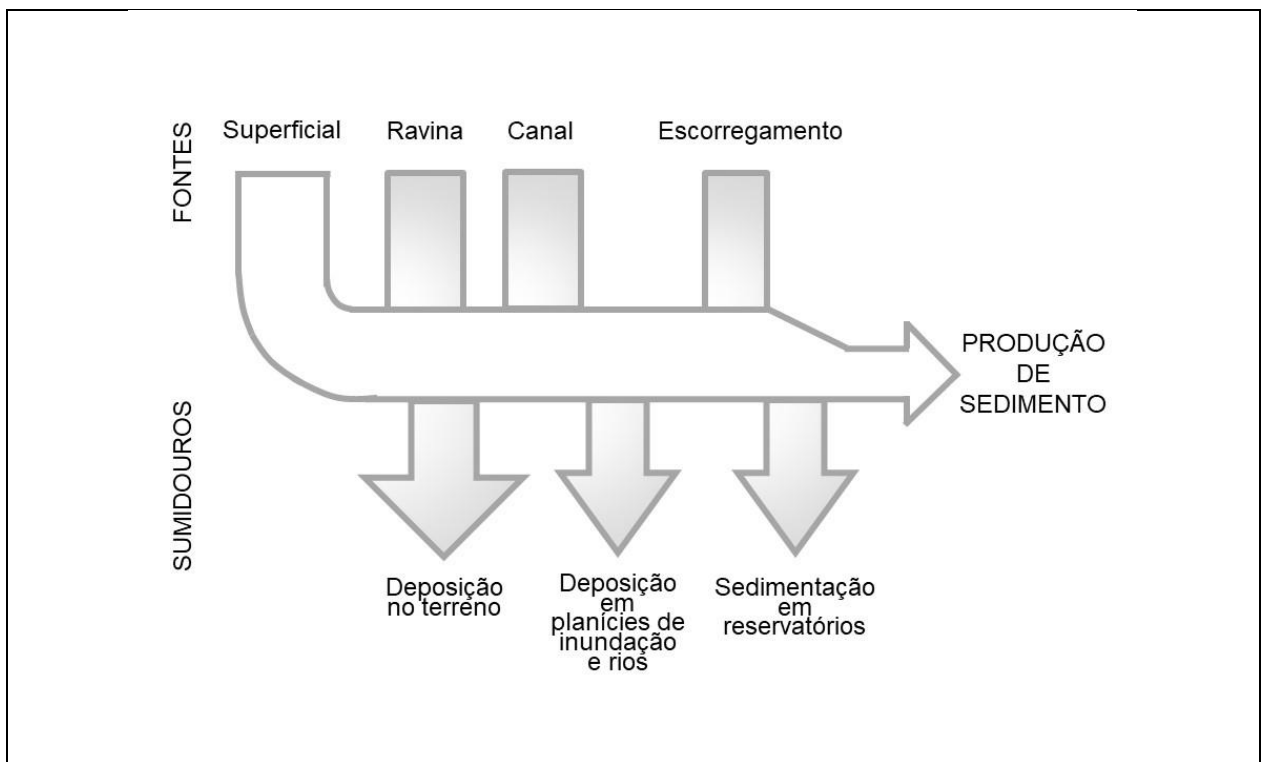 FONTES
Superficial
Ravina
Canal
Escorregamento
PRODUÇÃO
DE
SEDIMENTO
SUMIDOUROS
Deposição
no terreno
Deposição
em
planícies de
inundação
e rios
Sedimentação
em
reservatórios